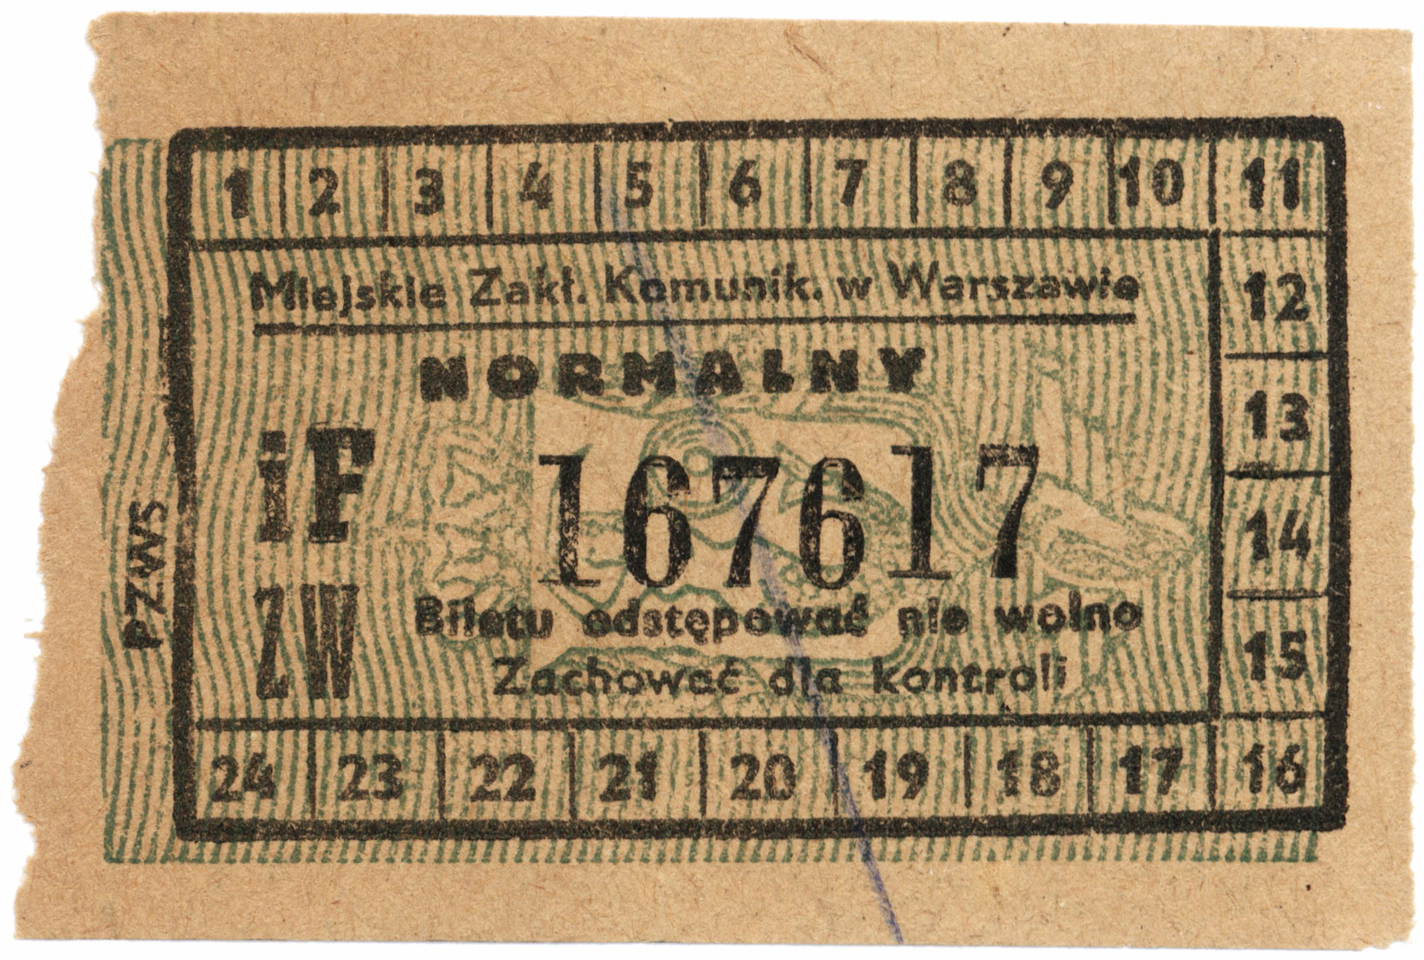 1 2 3 4 5 6 7 8 9 10 11
Miejskie Zakł. Komunik. w Warszawie
12
NORMALNY
13
iF
167617
14
PZWS
ZW
Biletu odstępować nie wolno
15
Zachować dla kontroli
24 23 22 21 20 19 18 17 16